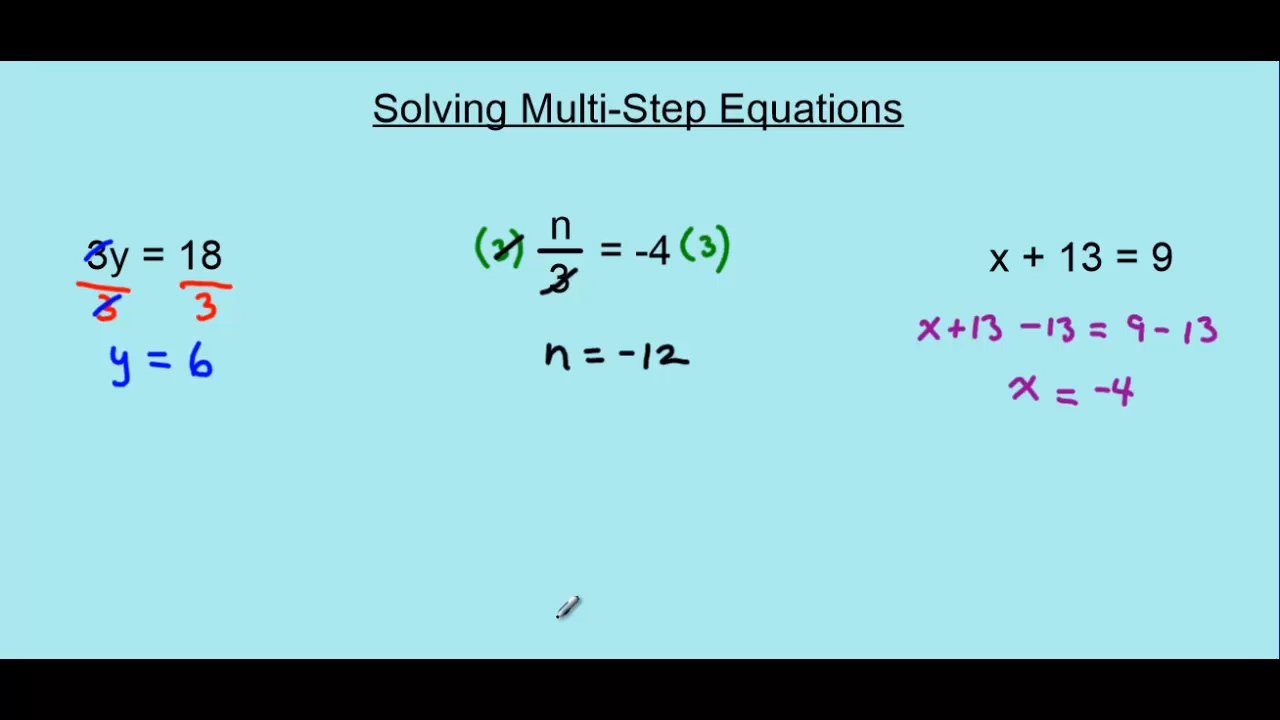 Solving Multi-Step Equations
3y = 18
3 3
y = 6
(3) n/3 = -4 (3)
n = -12
x + 13 = 9
x+13 -13 = 9 - 13
x = -4